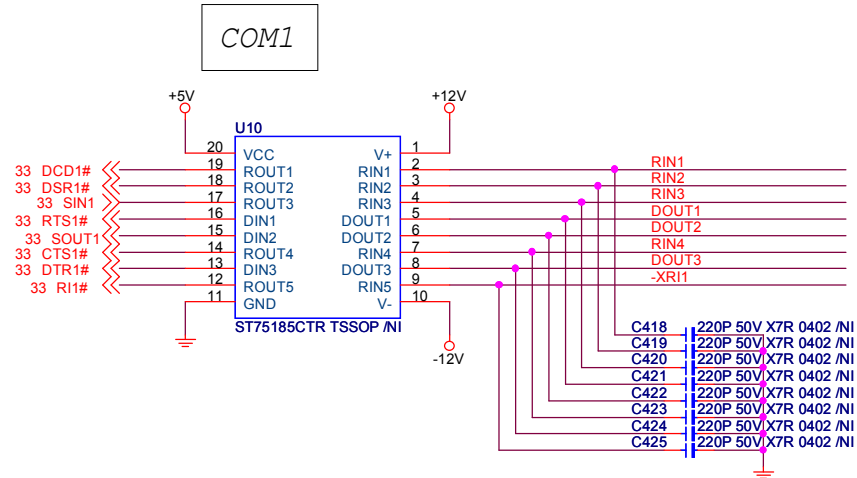 COM1
+5V +12V
U10
20 VCC V+ 1
33 DCD1# 19 ROUT1 RIN1 2 RIN1
33 DSR1# 18 ROUT2 RIN2 3 RIN2
33 SIN1 17 ROUT3 RIN3 4 RIN3
33 RTS1# 16 DIN1 DOUT1 5 DOUT1
33 SOUT1 15 DIN2 DOUT2 6 DOUT2
33 CTS1# 14 ROUT4 RIN4 7 RIN4
33 DTR1# 13 DIN3 DOUT3 8 DOUT3
33 RI1# 12 ROUT5 RIN5 9 -XRI1
11 GND V- 10
ST75185CTR TSSOP /NI
-12V
C418 220P 50V X7R 0402 /NI
C419 220P 50V X7R 0402 /NI
C420 220P 50V X7R 0402 /NI
C421 220P 50V X7R 0402 /NI
C422 220P 50V X7R 0402 /NI
C423 220P 50V X7R 0402 /NI
C424 220P 50V X7R 0402 /NI
C425 220P 50V X7R 0402 /NI